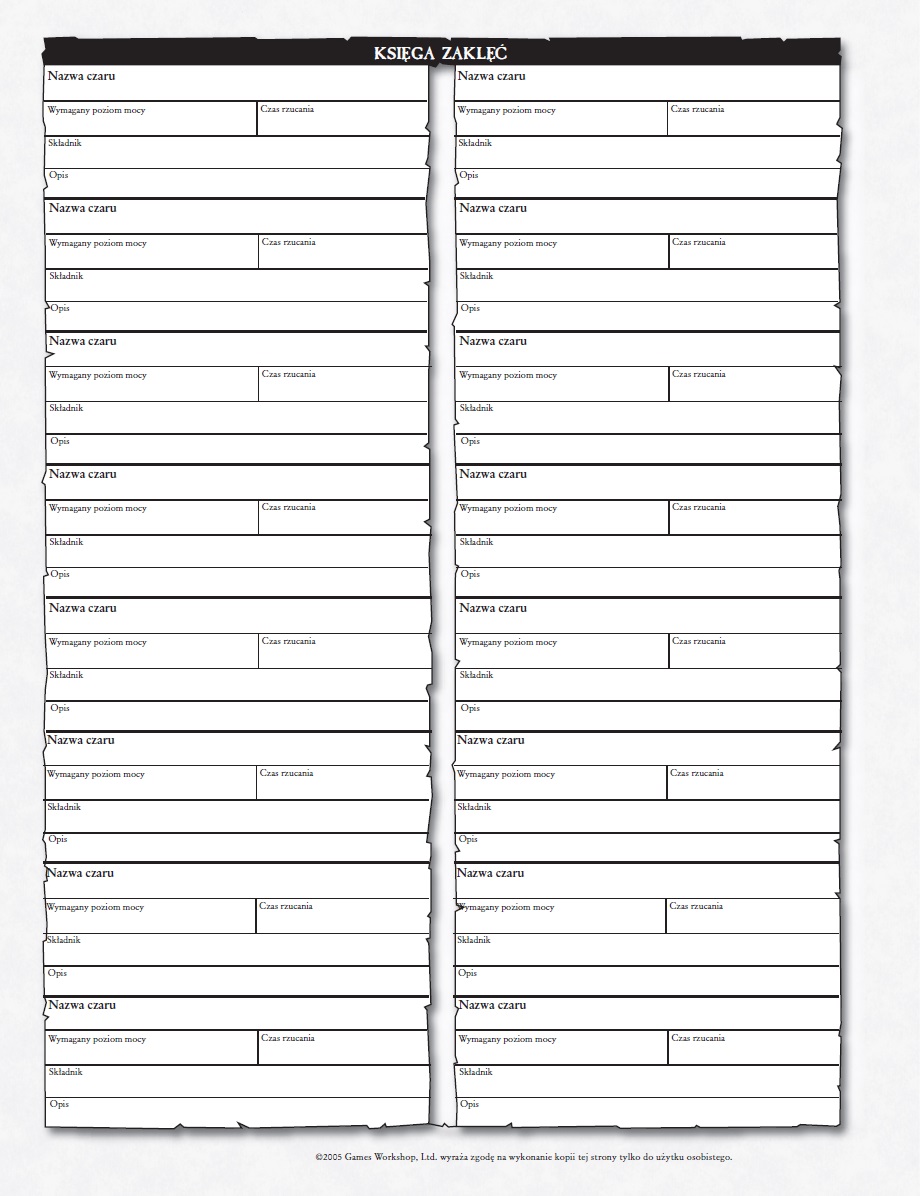 KSIĘGA ZAKLĘĆ
Nazwa czaru
Wymagany poziom mocy Czas rzucania
Składnik
Opis
Nazwa czaru
Wymagany poziom mocy Czas rzucania
Składnik
Opis
Nazwa czaru
Wymagany poziom mocy Czas rzucania
Składnik
Opis
Nazwa czaru
Wymagany poziom mocy Czas rzucania
Składnik
Opis
Nazwa czaru
Wymagany poziom mocy Czas rzucania
Składnik
Opis
Nazwa czaru
Wymagany poziom mocy Czas rzucania
Składnik
Opis
Nazwa czaru
Wymagany poziom mocy Czas rzucania
Składnik
Opis
Nazwa czaru
Wymagany poziom mocy Czas rzucania
Składnik
Opis
Nazwa czaru
Wymagany poziom mocy Czas rzucania
Składnik
Opis
Nazwa czaru
Wymagany poziom mocy Czas rzucania
Składnik
Opis
Nazwa czaru
Wymagany poziom mocy Czas rzucania
Składnik
Opis
Nazwa czaru
Wymagany poziom mocy Czas rzucania
Składnik
Opis
Nazwa czaru
Wymagany poziom mocy Czas rzucania
Składnik
Opis
Nazwa czaru
Wymagany poziom mocy Czas rzucania
Składnik
Opis
Nazwa czaru
Wymagany poziom mocy Czas rzucania
Składnik
Opis
Nazwa czaru
Wymagany poziom mocy Czas rzucania
Składnik
Opis
©2005 Games Workshop, Ltd. wyraża zgodę na wykonanie kopii tej strony tylko do użytku osobistego.